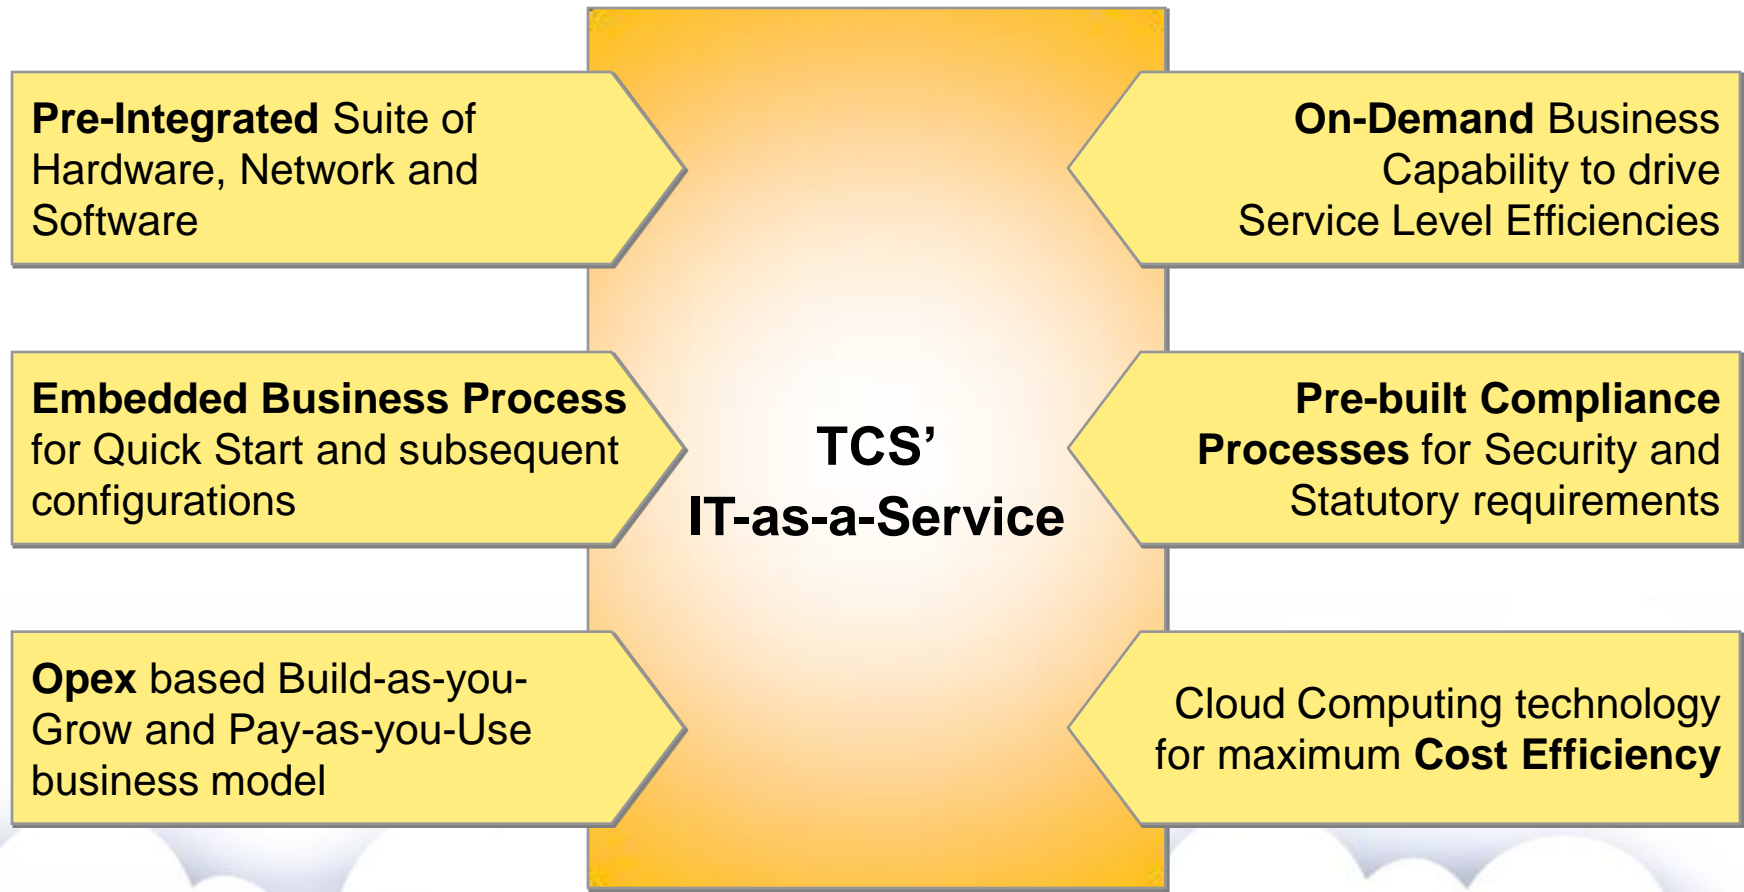 Pre-Integrated Suite of
Hardware, Network and
Software
Embedded Business Process
for Quick Start and subsequent
configurations
Opex based Build-as-you-
Grow and Pay-as-you-Use
business model
TCS’
IT-as-a-Service
On-Demand Business
Capability to drive
Service Level Efficiencies
Pre-built Compliance
Processes for Security and
Statutory requirements
Cloud Computing technology
for maximum Cost Efficiency